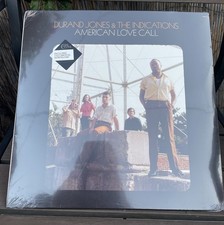 DURAND JONES & THE INDICATIONS
AMERICAN LOVE CALL